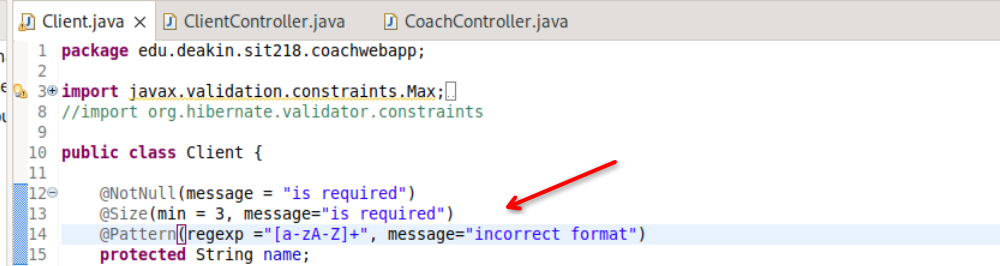 Client.java
ClientController.java
CoachController.java
1 package edu.deakin.sit218.coachwebapp;
2
3 import javax.validation.constraints.Max;
8 //import org.hibernate.validator.constraints
9
10 public class Client {
11
12 @NotNull(message = "is required")
13 @Size(min = 3, message="is required")
14 @Pattern(regexp ="[a-zA-Z]+", message="incorrect format")
15 protected String name;